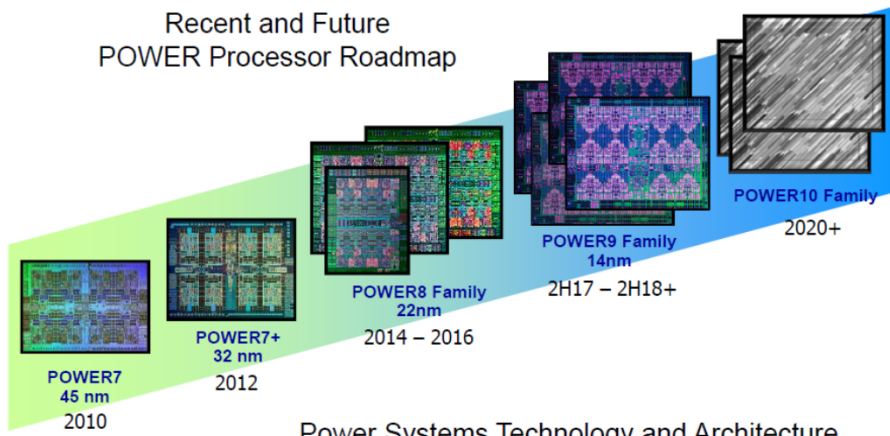 Recent and Future
POWER Processor Roadmap
POWER7
45 nm
2010
POWER7+
32 nm
2012
POWER8 Family
22nm
2014 – 2016
POWER9 Family
14nm
2H17 – 2H18+
POWER10 Family
2020+
Power Systems Technology and Architecture